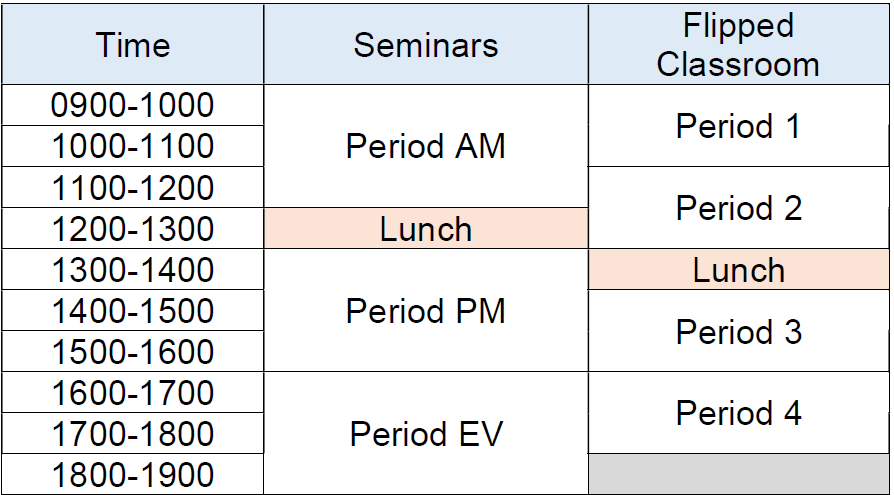 Time Seminars Flipped
Classroom
0900-1000
Period 1
1000-1100 Period AM
1100-1200
Period 2
1200-1300 Lunch
1300-1400 Lunch
1400-1500 Period PM
Period 3
1500-1600
1600-1700
Period 4
1700-1800 Period EV
1800-1900